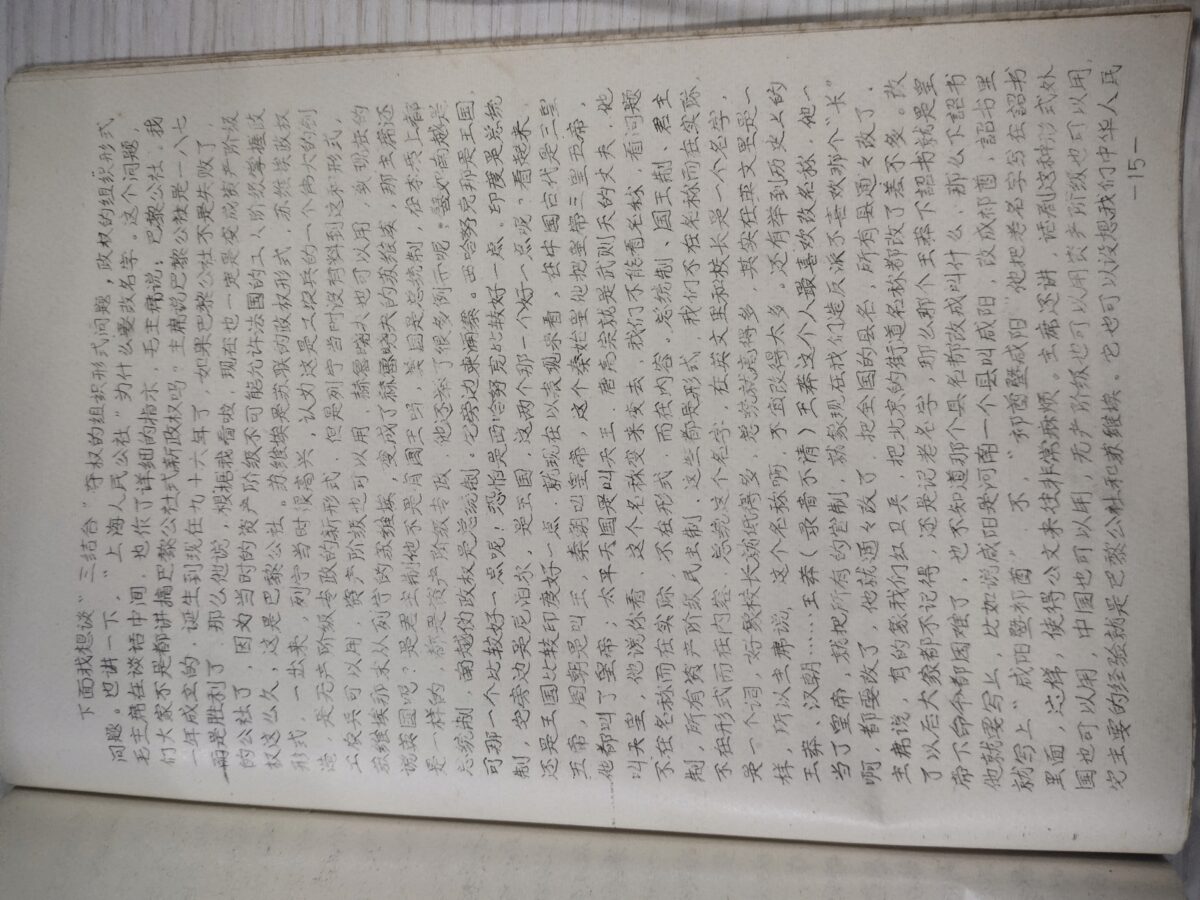 下面我想谈“三结合”夺权的组织形式问题，政权的组织形式
问题。也讲一下，“上海人民公社”为什么要改名字。这个问题，
毛主席在谈话中间，也作了详细的指示，毛主席说：巴黎公社，我
们大家不是都讲搞巴黎公社式新政权吗。主席说巴黎公社是一八七
一年成立的，诞生到现在九十六年了，如果巴黎公社不是失败了，
而是胜利了，那么他说，根据我看啦，现在也一定是变成资产阶级
的公社了，因为当时的资产阶级不可能允许法国的工人阶级掌握政
权这么久，这是巴黎公社。苏维埃是苏联的政权形式，苏维埃政权
形式，一出来，列宁当时很高兴，认为这是工农兵的一个伟大的创
造，是无产阶级专政的新形式，但是列宁当时没有料到这种形式，
工农兵可以用，资产阶级也可以用，赫鲁晓夫也可以用，到现在的
苏维埃那末从列宁的苏维埃，变成了赫鲁晓夫的苏维埃，那主席还
说英国呢？是君主制他不是有国王吗，美国是总统制，在本质上都
是一样的，都是资产阶级专政，他还举了很多例子呢。譬如南越是
总统制，南越伪政权是总统制。它旁边柬浦寨。西哈努克那是王国，
可那一个比较好一点呢！恐怕是西哈努克比较好一点。印度是总统
制，它旁边是尼泊尔，是王国，这两个那一个好一点呢？看起来，
还是王国比较印度好一点，就现在以表现来看，在中国古代是三皇
五帝，周朝是叫王，秦朝叫皇帝，这个秦始皇他把皇帝三皇五帝，
他都叫了皇帝；太平天国是叫天王，唐高宗就是武则天的丈夫，他
叫天皇，他说你看，这个名称变来变去，我们不能看名称，看问题
不在名称而在实际，不在形式，而在内容。总统制、国王制、君主
制，所有资产阶级民主制，这些都是形式，我们不在名称而在实际，
不在形式而在内容，总统这个名字，在英文里和校长是一个名字，
是一个词，好象校长就低得多，总统就高得多，其实在英文里是一
样，所以主席说，这个名称啊，不宜改得太多。还有举到历史上的
王莽、汉朝……王莽（录音不清）王莽这个人最喜欢改名称，他一
当了皇帝，就把所有的官制，就象现在我们造反派不喜欢那个“长”
啊，都要改了，他就通々改了，把全国的县名，所有县通々改了，
主席说，有的象我们红卫兵，把北京的街道名称都改了差不多。改
了以后大家都不记得，还是记老名字，那么那个王莽下詔书就是皇
帝下命令都困难了，也不知道那个县名都改成叫什么，那么下詔书
他就要写上，比如说咸阳是河南一个县叫咸阳，改成祁酋，詔书里
就写上“咸阳暨祁酋”，不，“祁酋暨咸阳”他把老名字写在詔书
里面，这样，使得公文来往非常麻烦。主席还讲，话剧这种形式外
国也可以用，中国也可以用，无产阶级也可以用资产阶级也可以用，
它主要的经验就是巴黎公社和苏维埃。它也可以设想我们中华人民
—15—